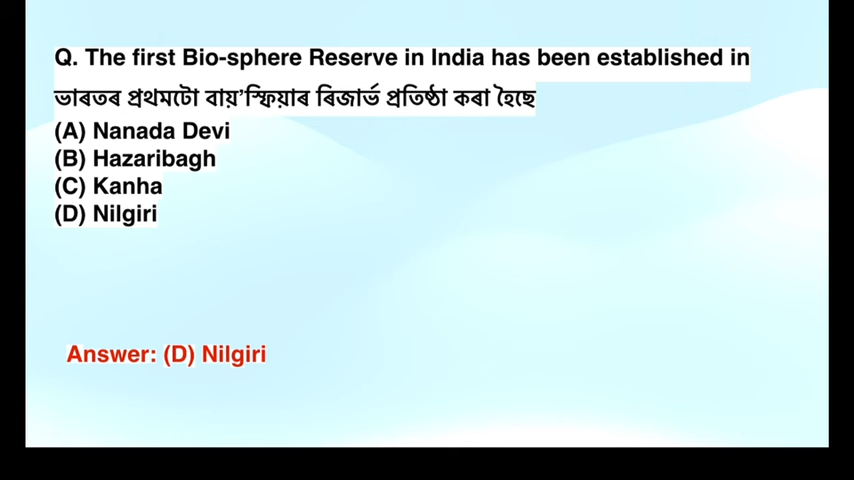 Q. The first Bio-sphere Reserve in India has been established in
ভাৰতৰ প্ৰথমটো বায়'স্ফিয়াৰ ৰিজাৰ্ভ প্ৰতিষ্ঠা কৰা হৈছে
(A) Nanada Devi
(B) Hazaribagh
(C) Kanha
(D) Nilgiri
Answer: (D) Nilgiri